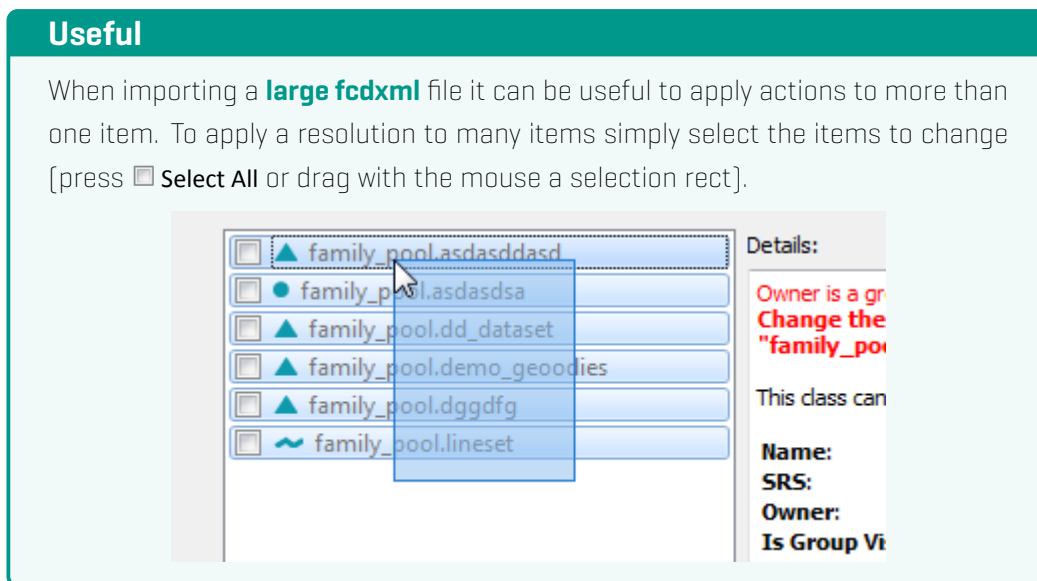 Useful
When importing a large fcdxml file it can be useful to apply actions to more than
one item. To apply a resolution to many items simply select the items to change
(press Select All or drag with the mouse a selection rect).
family_pool.asdasddasd
family_pool.asdasdsa
family_pool.dd_dataset
family_pool.demo_geoodies
family_pool.dggdfg
family_pool.lineset
Details:
Owner is a gr
Change the
"family_poo
This class can
Name:
SRS:
Owner:
Is Group Vi